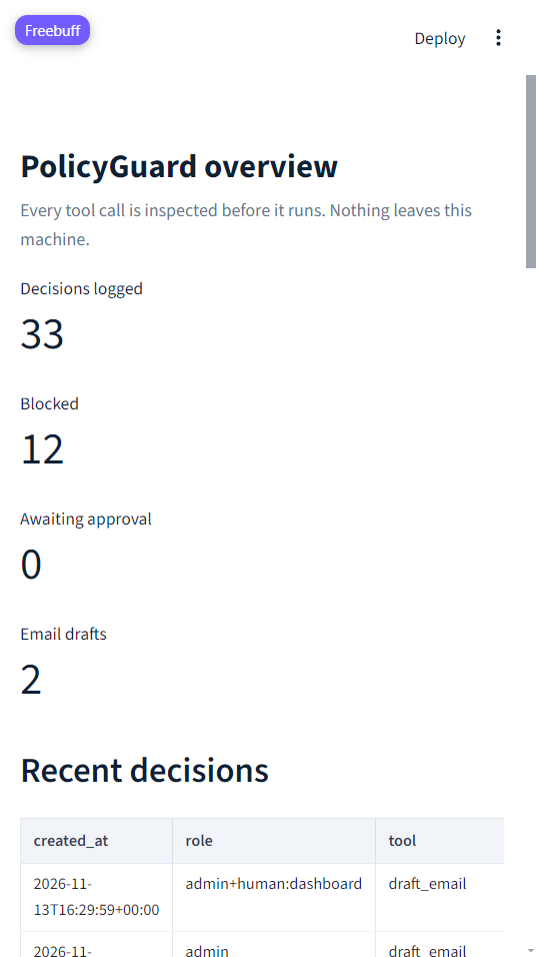 Freebuff
Deploy
PolicyGuard overview
Every tool call is inspected before it runs. Nothing leaves this
machine.
Decisions logged
33
Blocked
12
Awaiting approval
0
Email drafts
2
Recent decisions
created_at role tool
2026-11-
13T16:29:59+00:00 admin+human:dashboard draft_email
2026-11- admin draft_email